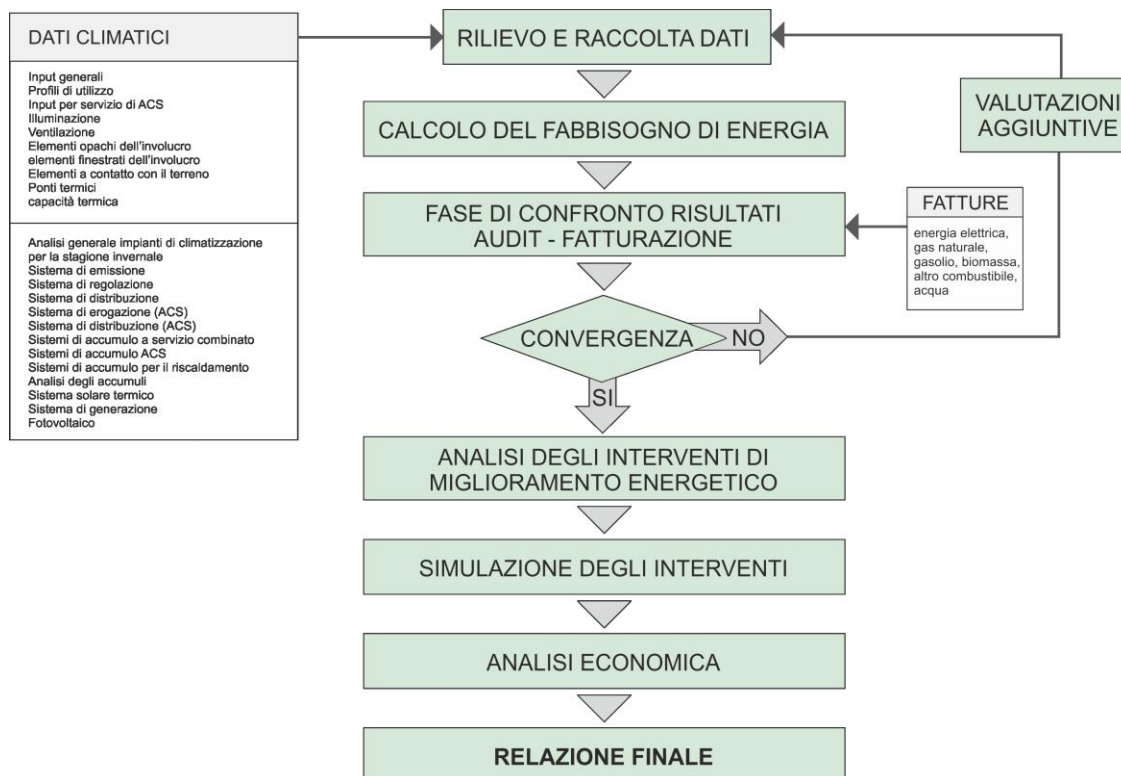 DATI CLIMATICI
Input generali
Profili di utilizzo
Input per servizio di ACS
Illuminazione
Ventilazione
Elementi opachi dell'involucro
elementi finestrati dell'involucro
Elementi a contatto con il terreno
Ponti termici
capacità termica
Analisi generale impianti di climatizzazione
per la stagione invernale
Sistema di emissione
Sistema di regolazione
Sistema di distribuzione
Sistema di erogazione (ACS)
Sistema di distribuzione (ACS)
Sistemi di accumulo a servizio combinato
Sistemi di accumulo ACS
Sistemi di accumulo per il riscaldamento
Analisi degli accumuli
Sistema solare termico
Sistema di generazione
Fotovoltaico
RILIEVO E RACCOLTA DATI
CALCOLO DEL FABBISOGNO DI ENERGIA
FASE DI CONFRONTO RISULTATI
AUDIT - FATTURAZIONE
CONVERGENZA
NO
SI
VALUTAZIONI
AGGIUNTIVE
FATTURE
energia elettrica,
gas naturale,
gasolio, biomassa,
altro combustibile,
acqua
ANALISI DEGLI INTERVENTI DI
MIGLIORAMENTO ENERGETICO
SIMULAZIONE DEGLI INTERVENTI
ANALISI ECONOMICA
RELAZIONE FINALE